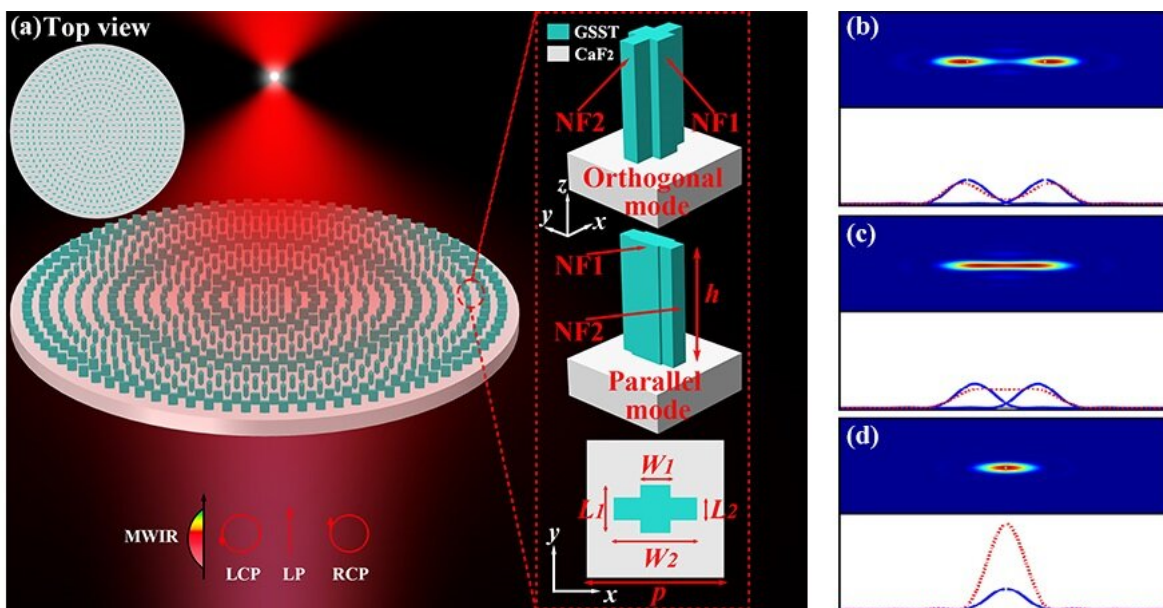 (a)Top view
GSST
CaF2
NF2
NF1
Orthogonal
mode
z
y
x
NF1
h
NF2
Parallel
mode
W1
L1
L2
W2
y
x
p
MWIR
LCP
LP
RCP
(b)
(c)
(d)